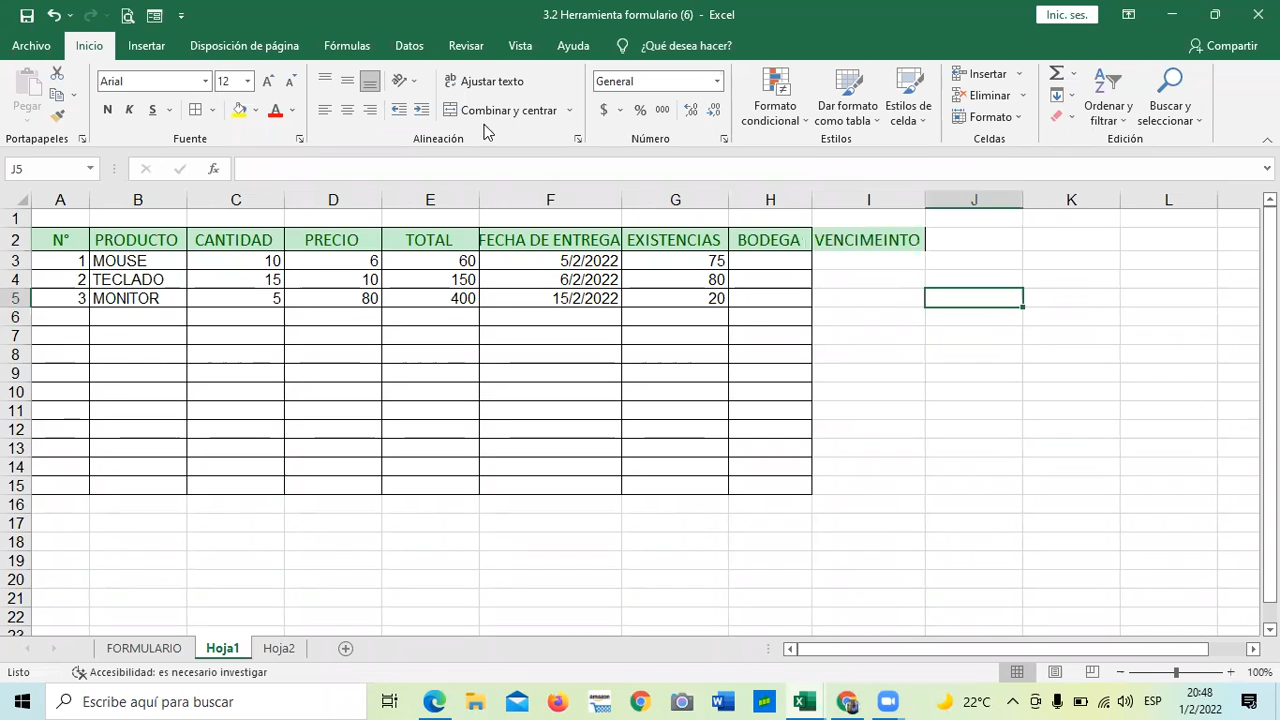 3.2 Herramienta formulario (6) - Excel
Inic. ses.
Archivo Inicio Insertar Disposición de página Fórmulas Datos Revisar Vista Ayuda ¿Qué desea hacer? Compartir
Pegar
Arial 12
N K S
Ajustar texto
Combinar y centrar
General
$ % 000
Formato condicional
Dar formato como tabla
Estilos de celda
Insertar
Eliminar
Formato
Ordenar y filtrar
Buscar y seleccionar
Portapapeles Fuente Alineación Número Estilos Celdas Edición
J5 fx
A B C D E F G H I J K L
1
2 N° PRODUCTO CANTIDAD PRECIO TOTAL FECHA DE ENTREGA EXISTENCIAS BODEGA VENCIMEINTO
3 1 MOUSE 10 6 60 5/2/2022 75
4 2 TECLADO 15 10 150 6/2/2022 80
5 3 MONITOR 5 80 400 15/2/2022 20
6
7
8
9
10
11
12
13
14
15
16
17
18
19
20
21
22
23
FORMULARIO Hoja1 Hoja2
Listo Accesibilidad: es necesario investigar 100%
Escribe aquí para buscar 22°C ESP 20:48
1/2/2022